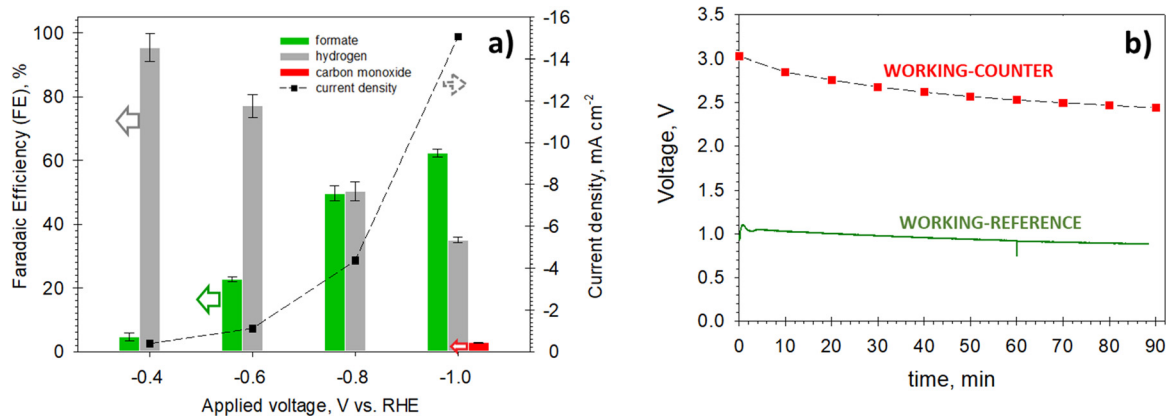 a)
formate
hydrogen
carbon monoxide
current density
Faradaic Efficiency (FE), %
100
80
60
40
20
0
-16
-14
-12
-10
-8
-6
-4
-2
0
Current density, mA cm-2
-0.4 -0.6 -0.8 -1.0
Applied voltage, V vs. RHE
b)
WORKING-COUNTER
WORKING-REFERENCE
Voltage, V
3.5
3.0
2.5
2.0
1.5
1.0
0.5
0.0
0 10 20 30 40 50 60 70 80 90
time, min